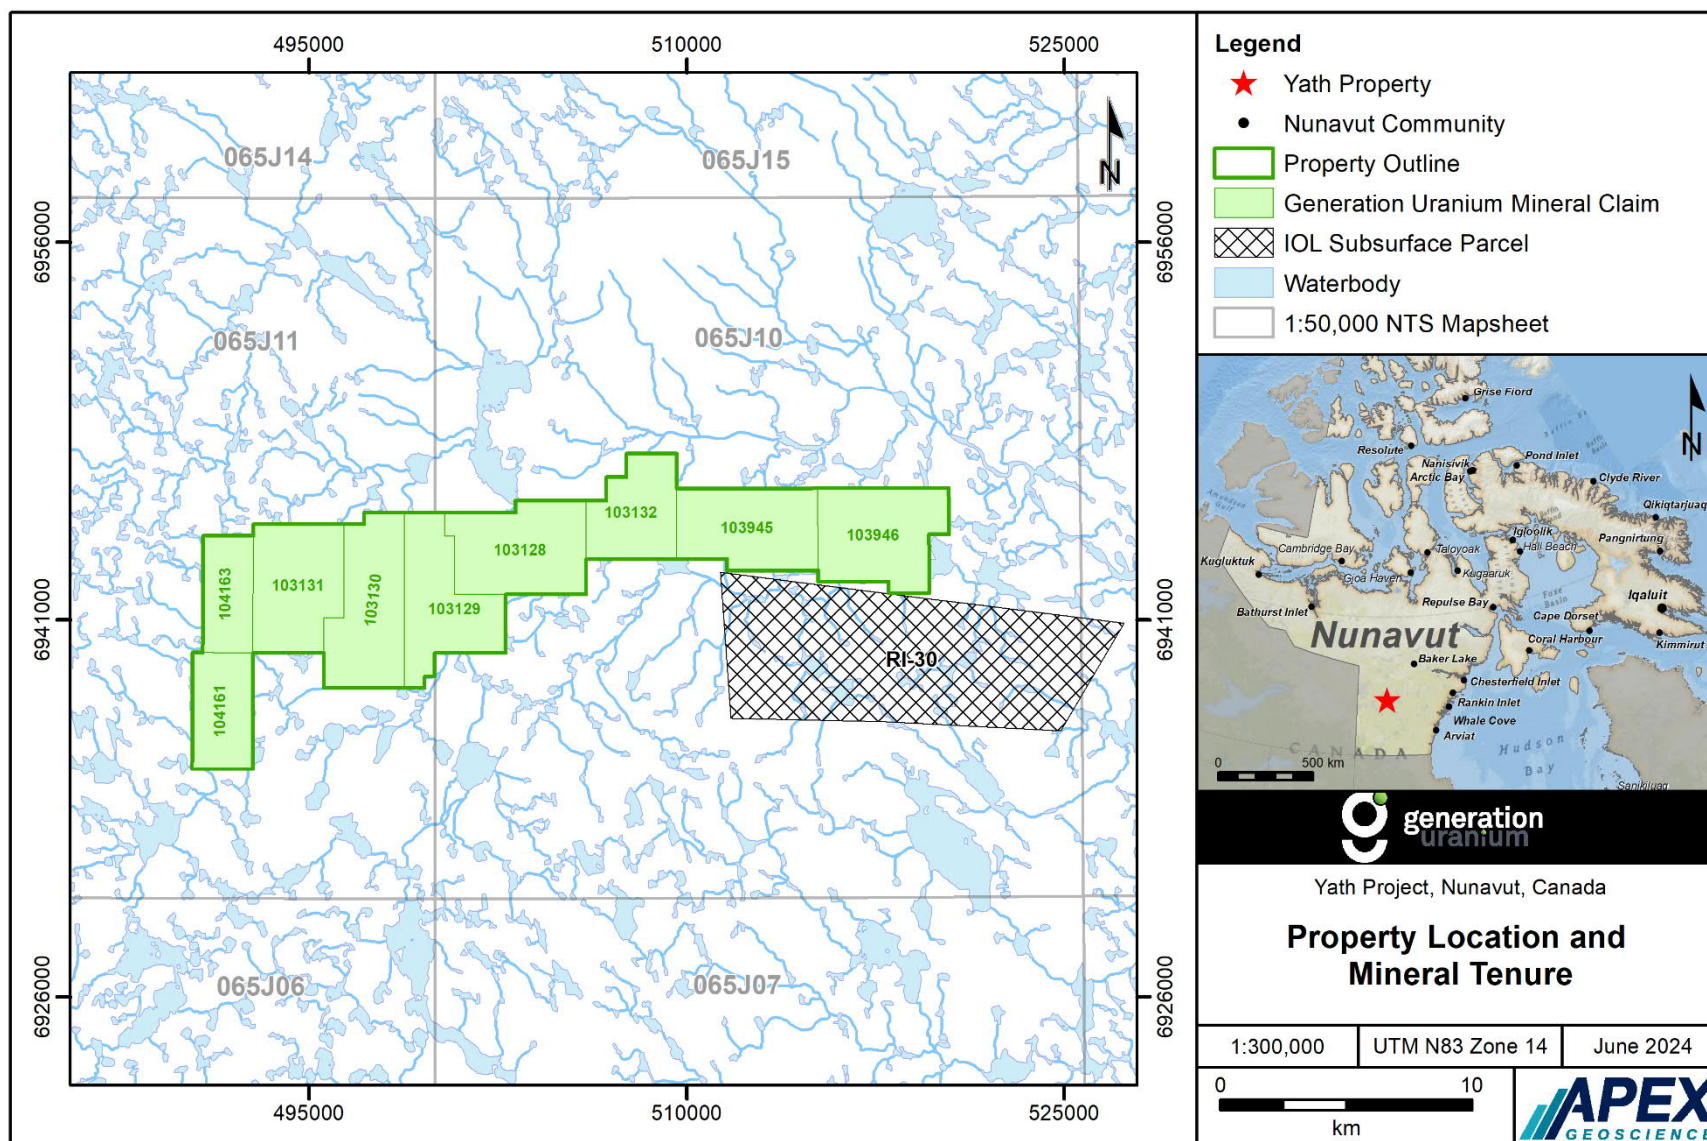 495000
510000
525000
065J14
065J15
N
6956000
6956000
065J11
065J10
103132
103945
103946
103128
104163
103131
103130
103129
6941000
6941000
104161
RI-30
065J06
065J07
6926000
6926000
495000
510000
525000
Legend
Yath Property
Nunavut Community
Property Outline
Generation Uranium Mineral Claim
IOL Subsurface Parcel
Waterbody
1:50,000 NTS Mapsheet
Grise Fiord
N
Resolute
Nanisivik
Arctic Bay
Pond Inlet
Clyde River
Qikiqtarjuaq
Pangnirtung
Igloolik
Hall Beach
Taloyoak
Cambridge Bay
Kugluktuk
Gjoa Haven
Kugaaruk
Iqaluit
Bathurst Inlet
Repulse Bay
Foxe
Basin
Cape Dorset
Coral Harbour
Kimmirut
Nunavut
Baker Lake
Chesterfield Inlet
Rankin Inlet
Whale Cove
Arviat
CANADA
Hudson
Bay
Sanikiluaq
0 500 km
generation
uranium
Yath Project, Nunavut, Canada
Property Location and
Mineral Tenure
1:300,000
UTM N83 Zone 14
June 2024
0 10
km
APEX
GEOSCIENCE